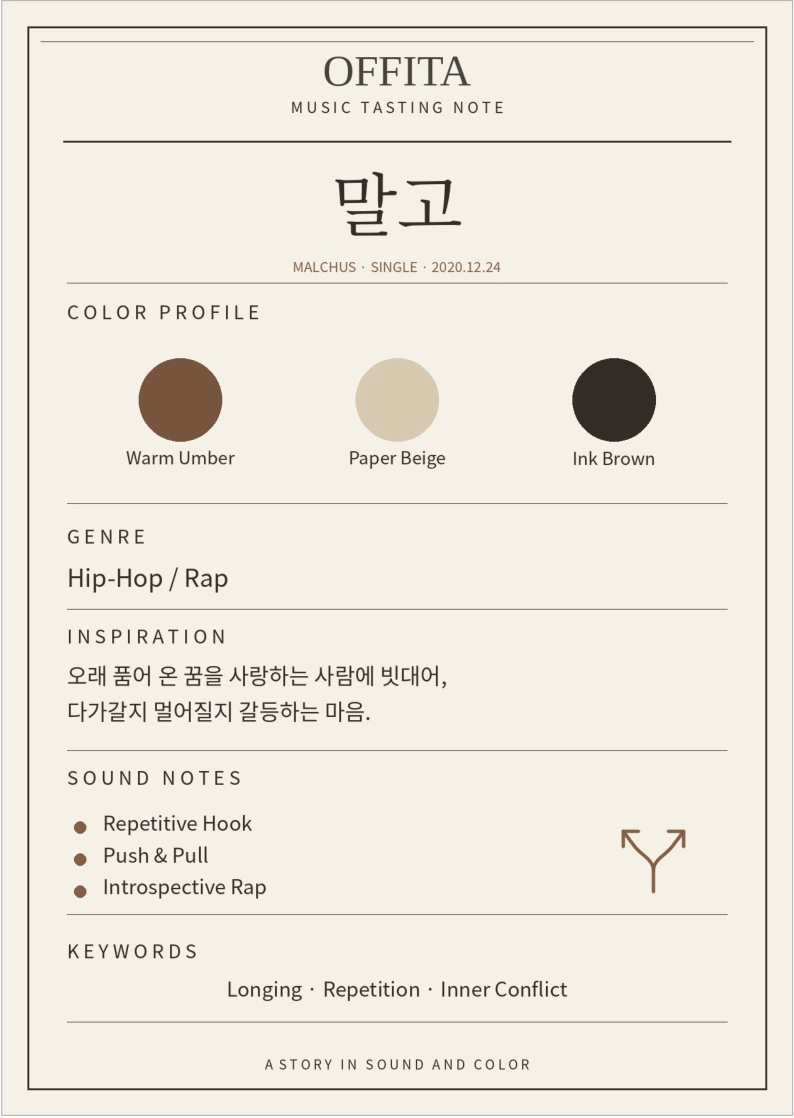 OFFITA
MUSIC TASTING NOTE
말고
MALCHUS · SINGLE · 2020.12.24
COLOR PROFILE
Warm Umber
Paper Beige
Ink Brown
GENRE
Hip-Hop / Rap
INSPIRATION
오래 품어 온 꿈을 사랑하는 사람에 빗대어,
다가갈지 멀어질지 갈등하는 마음.
SOUND NOTES
Repetitive Hook
Push & Pull
Introspective Rap
KEYWORDS
Longing · Repetition · Inner Conflict
A STORY IN SOUND AND COLOR